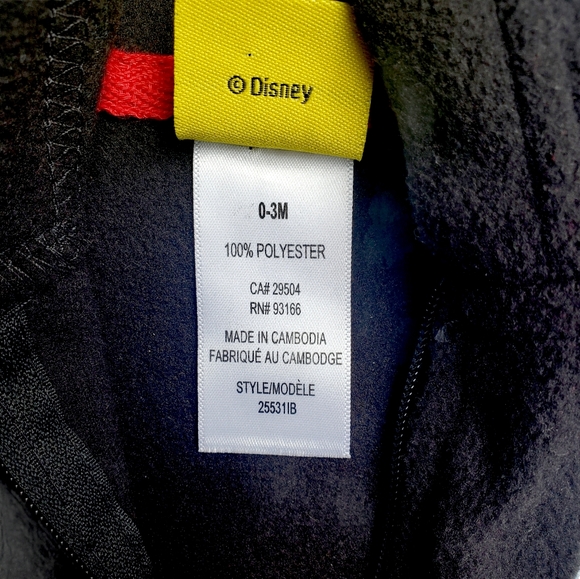 © Disney
0-3M
100% POLYESTER
CA# 29504
RN# 93166
MADE IN CAMBODIA
FABRIQUÉ AU CAMBODGE
STYLE/MODÈLE
25531IB